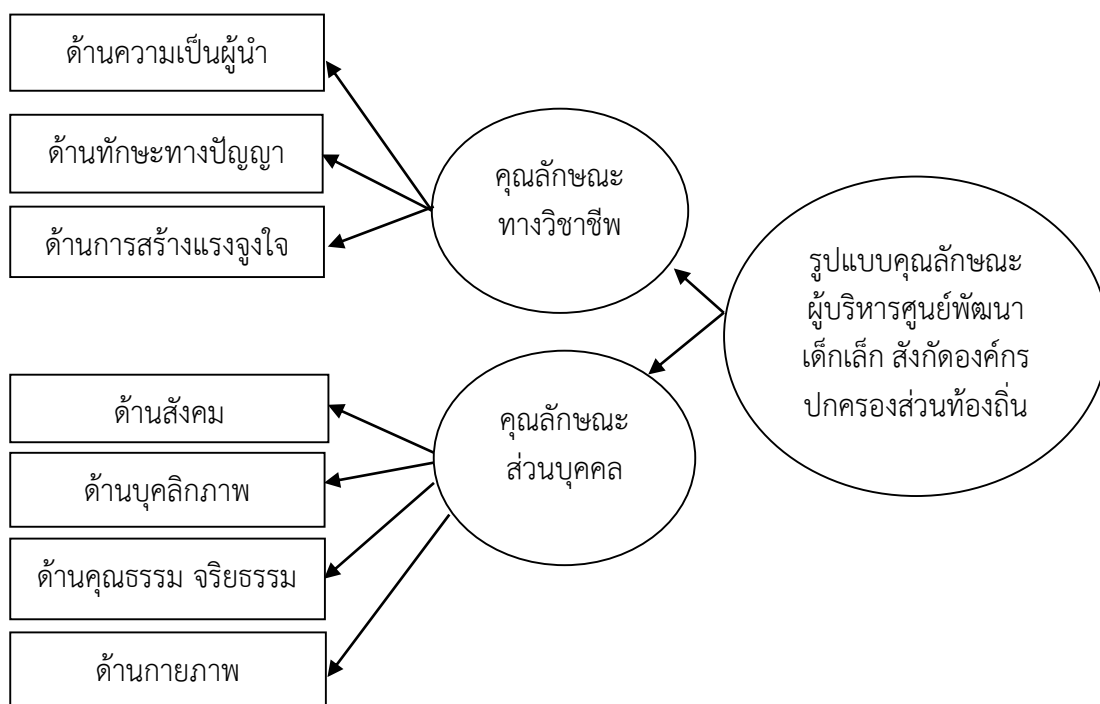 ด้านความเป็นผู้นำ
ด้านทักษะทางปัญญา
ด้านการสร้างแรงจูงใจ
คุณลักษณะ
ทางวิชาชีพ
รูปแบบคุณลักษณะ
ผู้บริหารศูนย์พัฒนา
เด็กเล็ก สังกัดองค์กร
ปกครองส่วนท้องถิ่น
คุณลักษณะ
ส่วนบุคคล
ด้านสังคม
ด้านบุคลิกภาพ
ด้านคุณธรรม จริยธรรม
ด้านกายภาพ